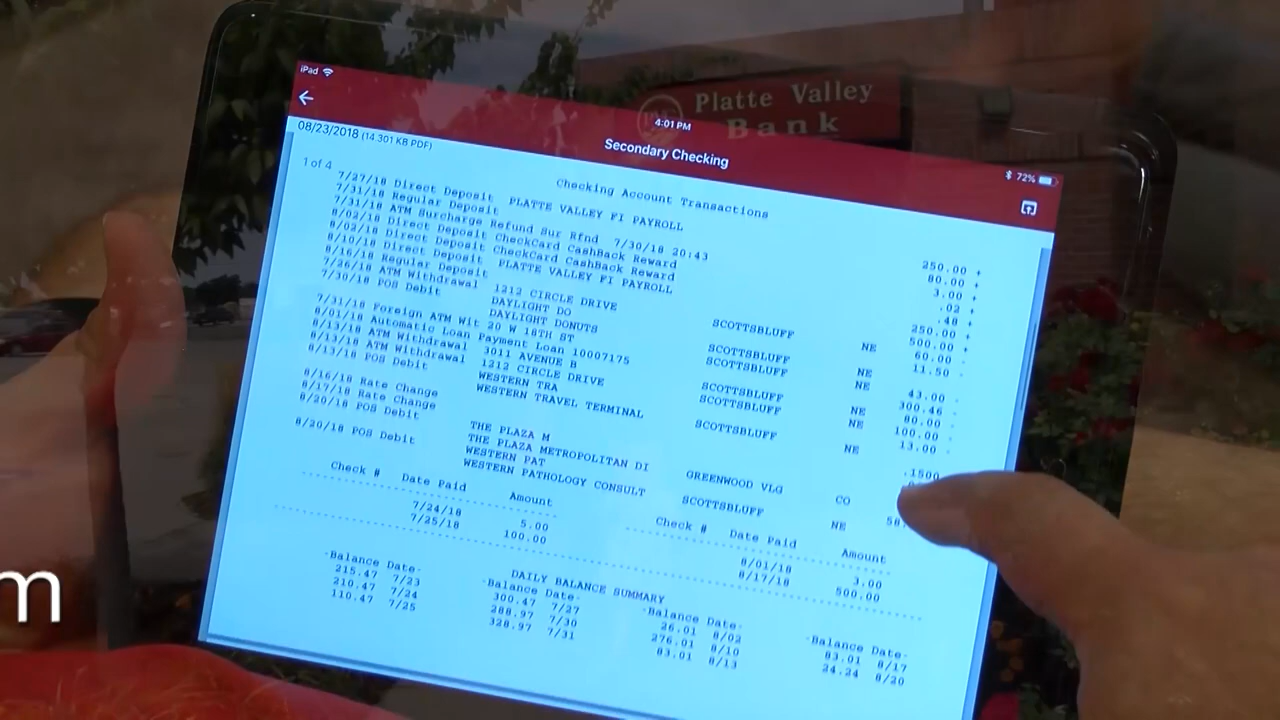 Platte Valley
Bank
iPad
4:01 PM
72%
Secondary Checking
08/23/2018 (14.301 KB PDF)
1 of 4
Checking Account Transactions
7/27/18 Direct Deposit PLATTE VALLEY FI PAYROLL 250.00 +
7/31/18 Regular Deposit 80.00 +
7/31/18 ATM Surcharge Refund Sur Rfnd 7/30/18 20:43 3.00 +
8/02/18 Direct Deposit CheckCard CashBack Reward .02 +
8/02/18 Direct Deposit CheckCard CashBack Reward .48 +
8/10/18 Direct Deposit PLATTE VALLEY FI PAYROLL 250.00 +
8/16/18 Regular Deposit 500.00 +
7/26/18 ATM Withdrawal 1212 CIRCLE DRIVE SCOTTSBLUFF NE 60.00 -
7/30/18 POS Debit DAYLIGHT DO 11.50 -
DAYLIGHT DONUTS SCOTTSBLUFF NE
7/31/18 Foreign ATM Wit 20 W 18TH ST SCOTTSBLUFF NE 43.00 -
8/01/18 Automatic Loan Payment Loan 10007175 300.46 -
8/13/18 ATM Withdrawal 3011 AVENUE B SCOTTSBLUFF NE 80.00 -
8/13/18 ATM Withdrawal 1212 CIRCLE DRIVE SCOTTSBLUFF NE 100.00 -
8/13/18 POS Debit WESTERN TRA 13.00 -
WESTERN TRAVEL TERMINAL SCOTTSBLUFF NE
8/16/18 Rate Change .1500
8/17/18 Rate Change
8/20/18 POS Debit THE PLAZA M
THE PLAZA METROPOLITAN DI GREENWOOD VLG CO
8/20/18 POS Debit WESTERN PAT
WESTERN PATHOLOGY CONSULT SCOTTSBLUFF NE
Check # Date Paid Amount Check # Date Paid Amount
7/24/18 5.00 8/01/18 3.00
7/25/18 100.00 8/17/18 500.00
DAILY BALANCE SUMMARY
-Balance Date- -Balance Date- -Balance Date- -Balance Date-
215.47 7/23 300.47 7/27 26.01 8/02 83.01 8/17
210.47 7/24 288.97 7/30 276.01 8/10 24.24 8/20
110.47 7/25 328.97 7/31 83.01 8/13
m